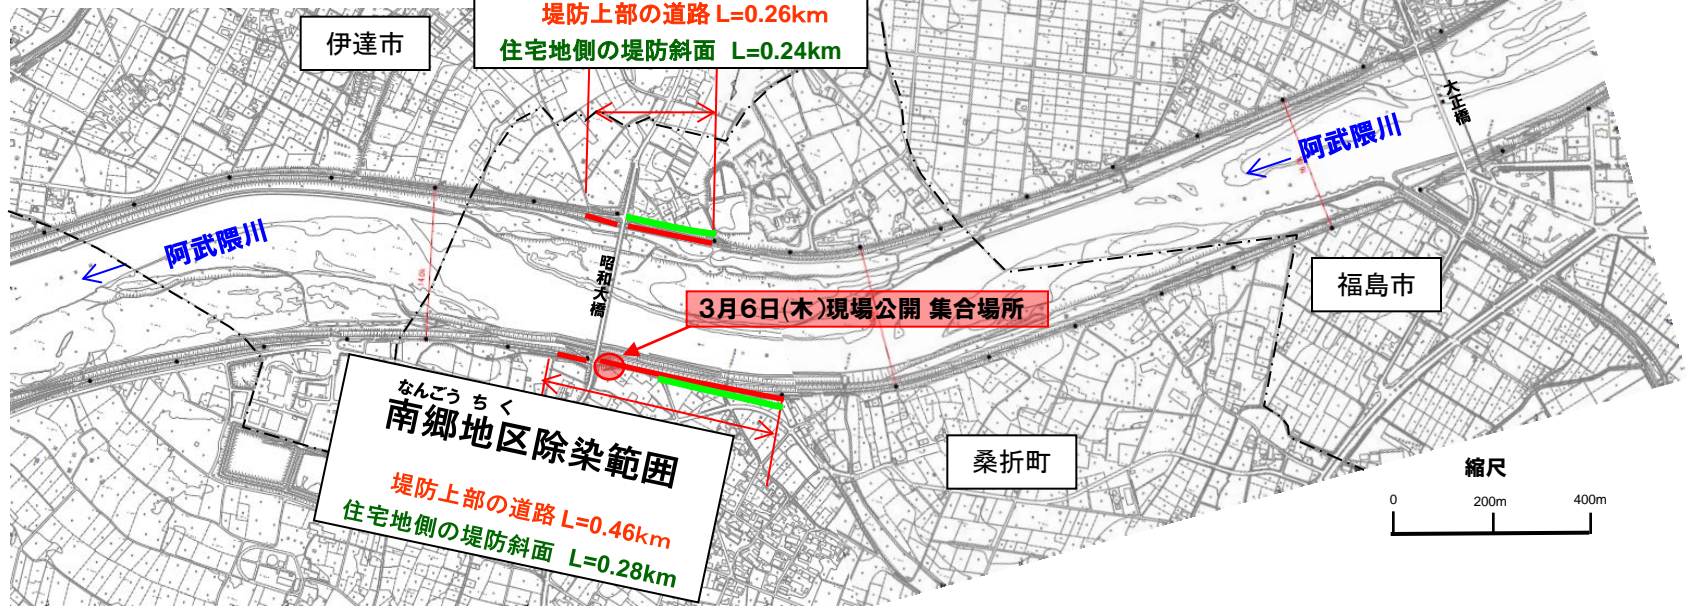 堤防上部の道路 L=0.26km
住宅地側の堤防斜面 L=0.24km
伊達市
大正橋
阿武隈川
阿武隈川
昭和大橋
3月6日(木)現場公開 集合場所
福島市
なんごう ち く
南郷地区除染範囲
堤防上部の道路 L=0.46km
住宅地側の堤防斜面 L=0.28km
桑折町
縮尺
0 200m 400m